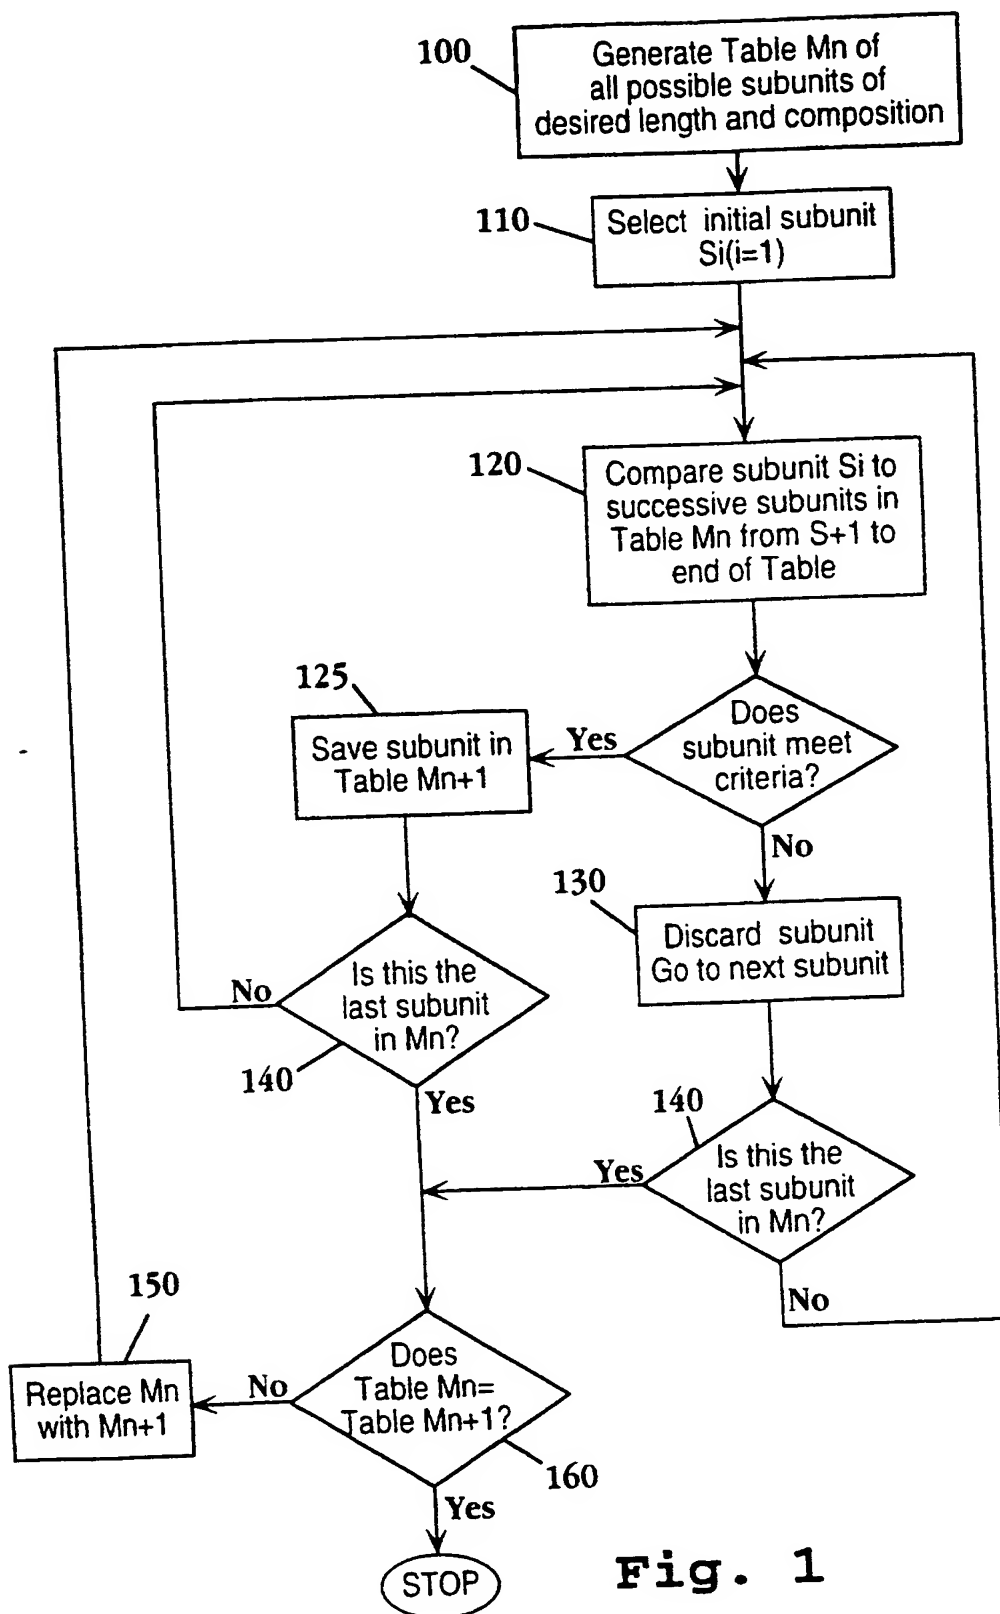 100
Generate Table Mn of
all possible subunits of
desired length and composition
110
Select initial subunit
Si(i=1)
120
Compare subunit Si to
successive subunits in
Table Mn from S+1 to
end of Table
125
Save subunit in
Table Mn+1
Yes
Does
subunit meet
criteria?
No
130
Discard subunit
Go to next subunit
No
Is this the
last subunit
in Mn?
140
Yes
140
Yes
Is this the
last subunit
in Mn?
No
150
Replace Mn
with Mn+1
No
Does
Table Mn=
Table Mn+1?
160
Yes
STOP
Fig. 1